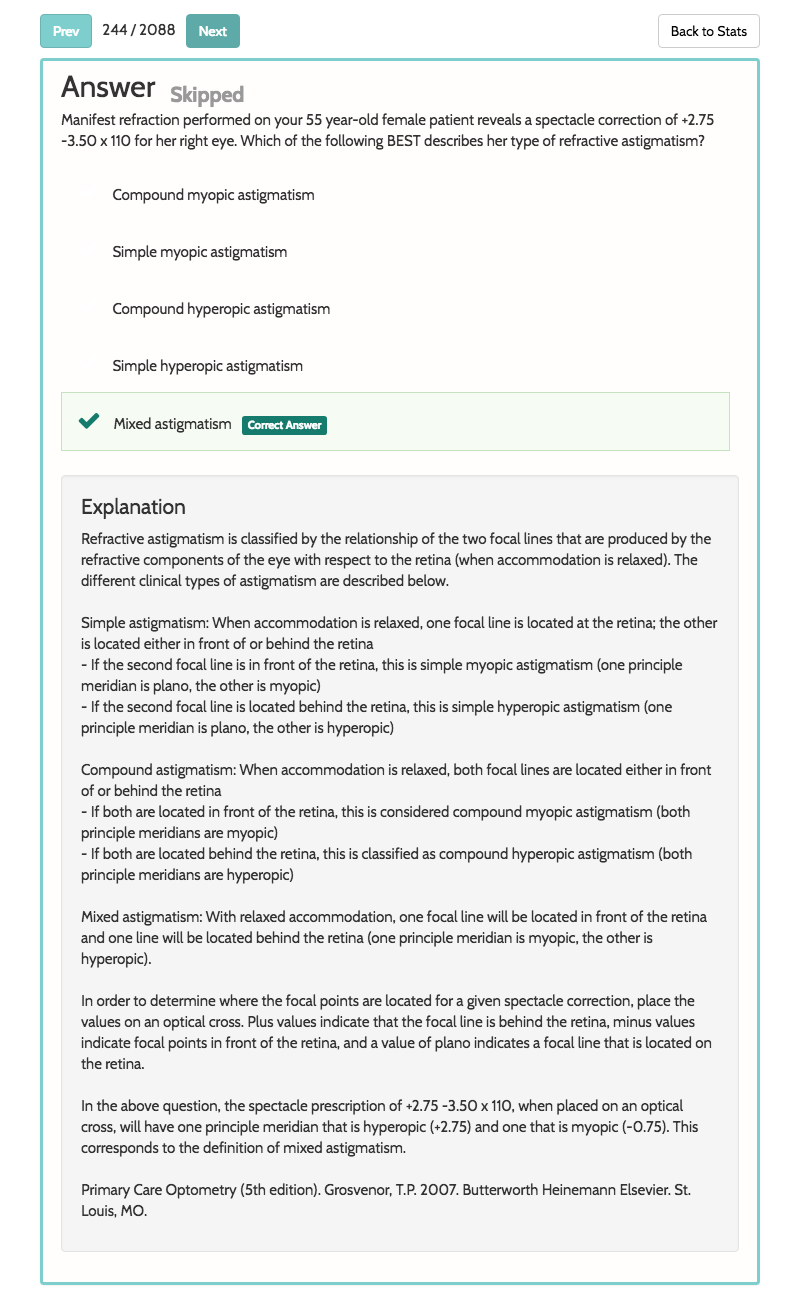 Prev 244 / 2088 Next Back to Stats
Answer Skipped
Manifest refraction performed on your 55 year-old female patient reveals a spectacle correction of +2.75
-3.50 x 110 for her right eye. Which of the following BEST describes her type of refractive astigmatism?
Compound myopic astigmatism
Simple myopic astigmatism
Compound hyperopic astigmatism
Simple hyperopic astigmatism
Mixed astigmatism Correct Answer
Explanation
Refractive astigmatism is classified by the relationship of the two focal lines that are produced by the
refractive components of the eye with respect to the retina (when accommodation is relaxed). The
different clinical types of astigmatism are described below.
Simple astigmatism: When accommodation is relaxed, one focal line is located at the retina; the other
is located either in front of or behind the retina
- If the second focal line is in front of the retina, this is simple myopic astigmatism (one principle
meridian is plano, the other is myopic)
- If the second focal line is located behind the retina, this is simple hyperopic astigmatism (one
principle meridian is plano, the other is hyperopic)
Compound astigmatism: When accommodation is relaxed, both focal lines are located either in front
of or behind the retina
- If both are located in front of the retina, this is considered compound myopic astigmatism (both
principle meridians are myopic)
- If both are located behind the retina, this is classified as compound hyperopic astigmatism (both
principle meridians are hyperopic)
Mixed astigmatism: With relaxed accommodation, one focal line will be located in front of the retina
and one line will be located behind the retina (one principle meridian is myopic, the other is
hyperopic).
In order to determine where the focal points are located for a given spectacle correction, place the
values on an optical cross. Plus values indicate that the focal line is behind the retina, minus values
indicate focal points in front of the retina, and a value of plano indicates a focal line that is located on
the retina.
In the above question, the spectacle prescription of +2.75 -3.50 x 110, when placed on an optical
cross, will have one principle meridian that is hyperopic (+2.75) and one that is myopic (-0.75). This
corresponds to the definition of mixed astigmatism.
Primary Care Optometry (5th edition). Grosvenor, T.P. 2007. Butterworth Heinemann Elsevier. St.
Louis, MO.